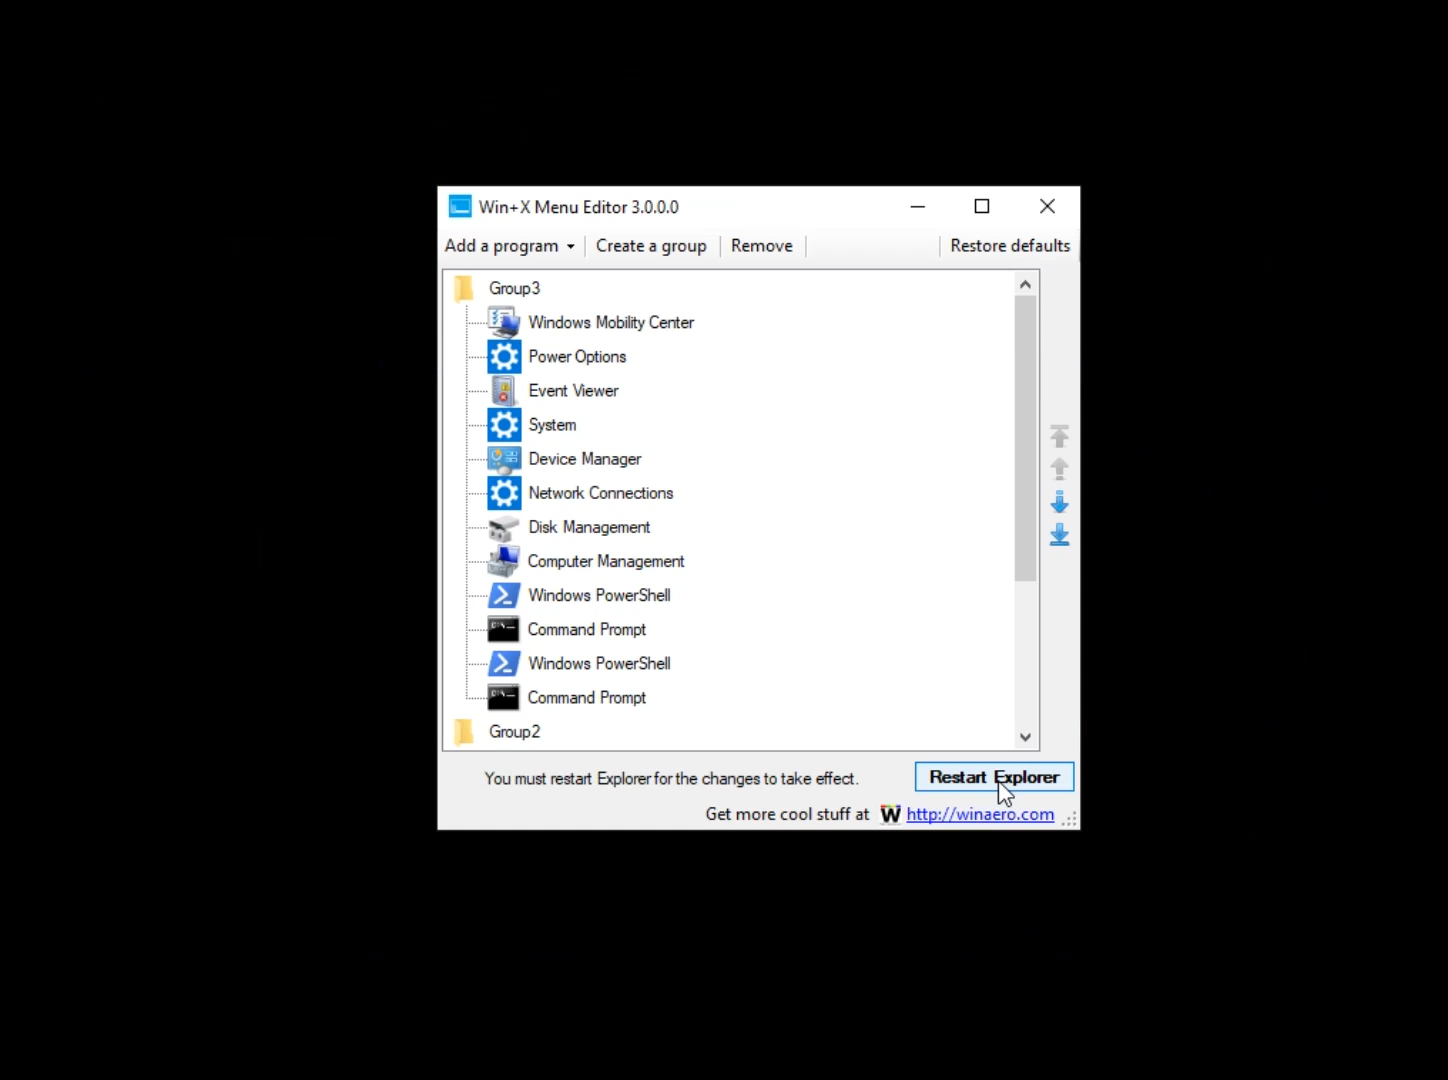 Win+X Menu Editor 3.0.0.0
Add a program Create a group Remove Restore defaults
Group3
Windows Mobility Center
Power Options
Event Viewer
System
Device Manager
Network Connections
Disk Management
Computer Management
Windows PowerShell
Command Prompt
Windows PowerShell
Command Prompt
Group2
You must restart Explorer for the changes to take effect. Restart Explorer
Get more cool stuff at W http://winaero.com